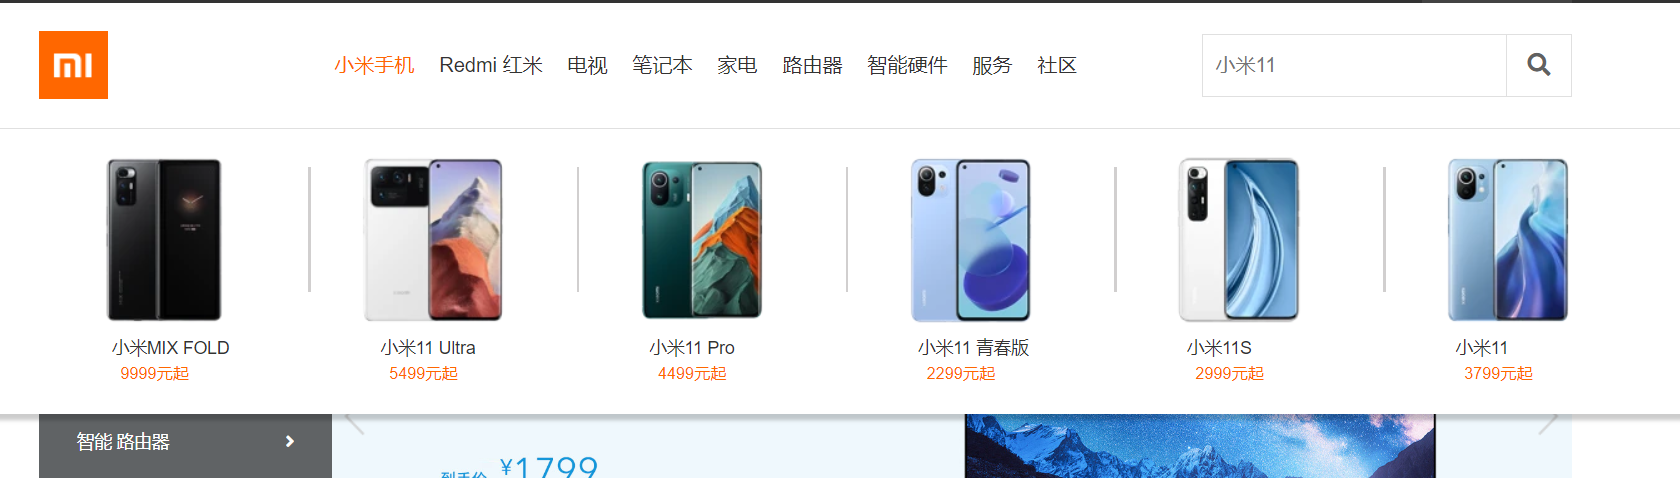 mi
小米手机 Redmi 红米 电视 笔记本 家电 路由器 智能硬件 服务 社区
小米11
小米MIX FOLD
9999元起
小米11 Ultra
5499元起
小米11 Pro
4499元起
小米11 青春版
2299元起
小米11S
2999元起
小米11
3799元起
智能 路由器
到手价 ¥1799